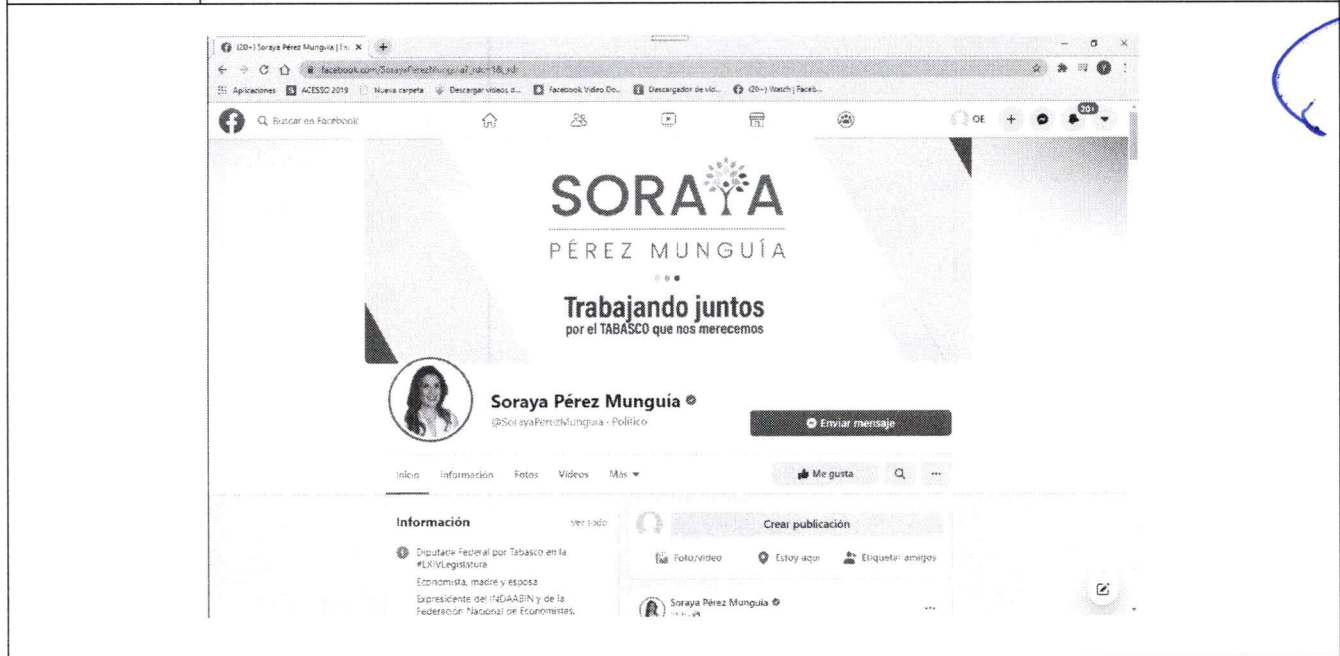 (20+) Soraya Pérez Munguía | Fa
facebook.com/SorayaPerezMunguia?_rdc=1&_rdr
Aplicaciones ACESSO 2019 Nueva carpeta Descargar videos d... Facebook Video Do... Descargador de vid... (20+) Watch | Faceb...
Buscar en Facebook OE 20+
SORAYA
PÉREZ MUNGUÍA
Trabajando juntos
por el TABASCO que nos merecemos
Soraya Pérez Munguía
@SorayaPerezMunguia · Político
Enviar mensaje
Inicio Información Fotos Videos Más Me gusta
Información Ver todo
Crear publicación
Diputada Federal por Tabasco en la
#LXIVLegislatura
Foto/video Estoy aquí Etiquetar amigos
Economista, madre y esposa
Expresidente del INDAABIN y de la
Federación Nacional de Economistas.
Soraya Pérez Munguía